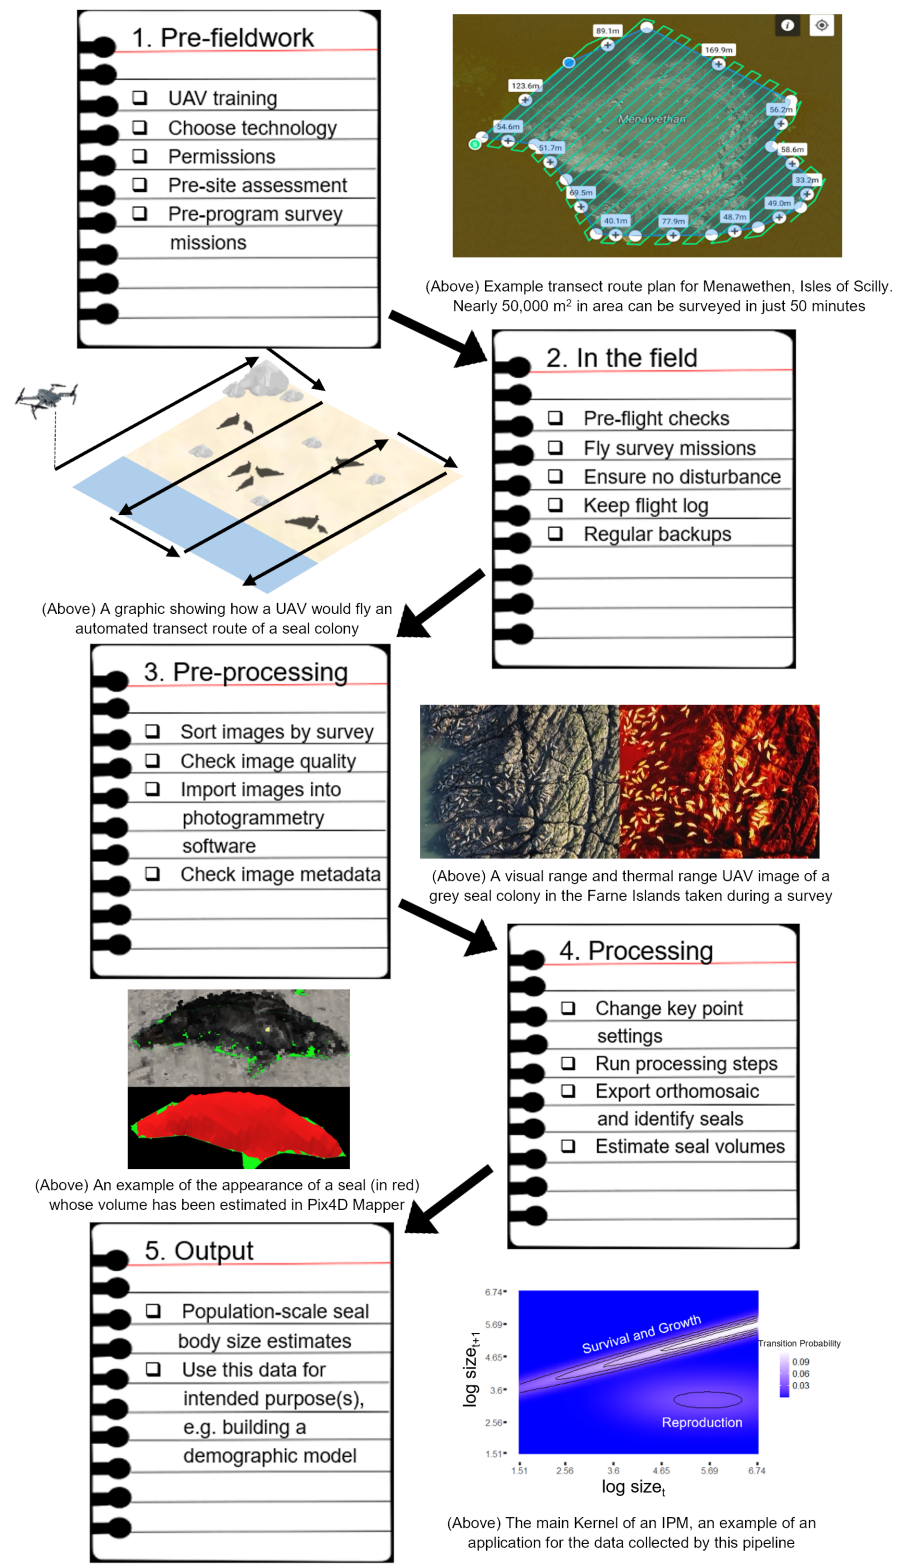 1. Pre-fieldwork
❑ UAV training
❑ Choose technology
❑ Permissions
❑ Pre-site assessment
❑ Pre-program survey
missions
89.1m
169.9m
123.6m
Menawethan
56.2m
54.6m
S
51.7m
58.6m
33.2m
69.5m
49.0m
48.7m
40.1m
77.9m
(Above) Example transect route plan for Menawethen, Isles of Scilly.
Nearly 50,000 m² in area can be surveyed in just 50 minutes
2. In the field
❑ Pre-flight checks
❑ Fly survey missions
❑ Ensure no disturbance
❑ Keep flight log
❑ Regular backups
(Above) A graphic showing how a UAV would fly an
automated transect route of a seal colony
3. Pre-processing
❑ Sort images by survey
❑ Check image quality
❑ Import images into
photogrammetry
software
❑ Check image metadata
(Above) A visual range and thermal range UAV image of a
grey seal colony in the Farne Islands taken during a survey
4. Processing
❑ Change key point
settings
❑ Run processing steps
❑ Export orthomosaic
and identify seals
❑ Estimate seal volumes
(Above) An example of the appearance of a seal (in red)
whose volume has been estimated in Pix4D Mapper
5. Output
❑ Population-scale seal
body size estimates
❑ Use this data for
intended purpose(s),
e.g. building a
demographic model
6.74
5.69
4.65
3.6
2.56
1.51
log size t+1
Survival and Growth
Reproduction
Transition Probability
0.09
0.06
0.03
1.51 2.56 3.6 4.65 5.69 6.74
log size t
(Above) The main Kernel of an IPM, an example of an
application for the data collected by this pipeline